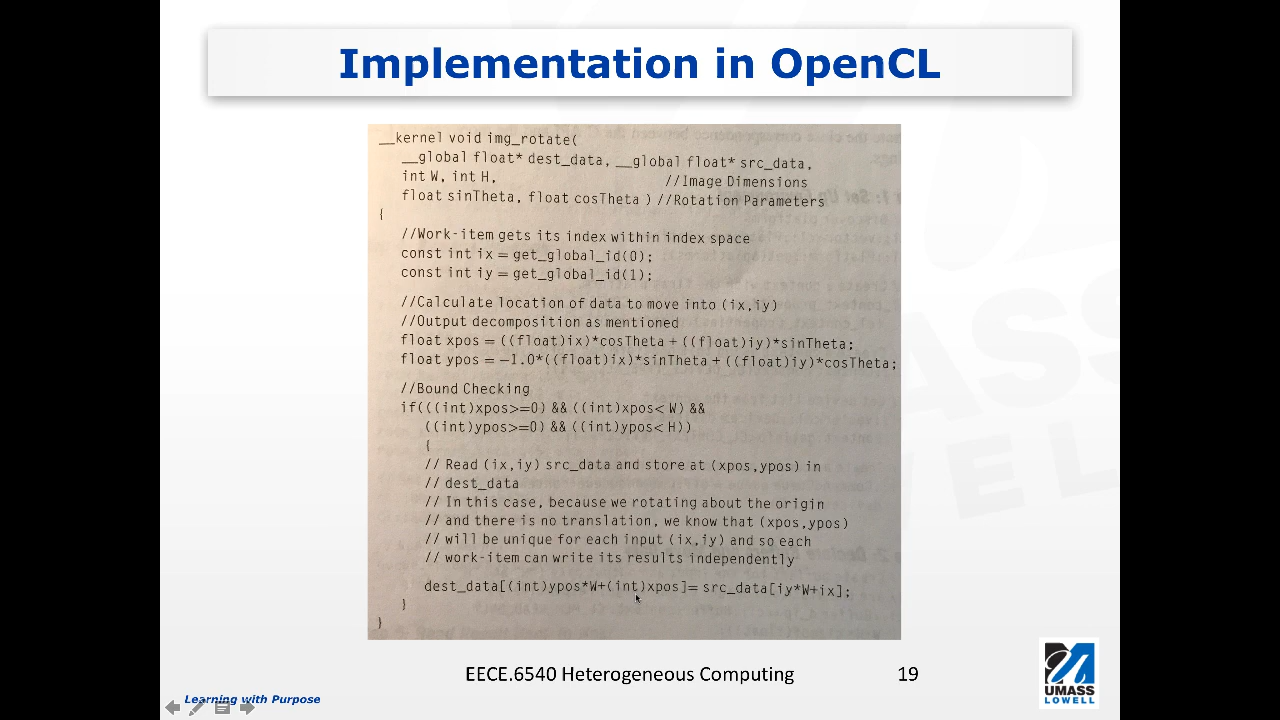 Implementation in OpenCL
__kernel void img_rotate(
__global float* dest_data, __global float* src_data,
int W, int H, //Image Dimensions
float sinTheta, float cosTheta ) //Rotation Parameters
{
//Work-item gets its index within index space
const int ix = get_global_id(0);
const int iy = get_global_id(1);
//Calculate location of data to move into (ix,iy)
//Output decomposition as mentioned
float xpos = ((float)ix)*cosTheta + ((float)iy)*sinTheta;
float ypos = -1.0*((float)ix)*sinTheta + ((float)iy)*cosTheta;
//Bound Checking
if(((int)xpos>=0) && ((int)xpos< W) &&
((int)ypos>=0) && ((int)ypos< H))
{
// Read (ix,iy) src_data and store at (xpos,ypos) in
// dest_data
// In this case, because we rotating about the origin
// and there is no translation, we know that (xpos,ypos)
// will be unique for each input (ix,iy) and so each
// work-item can write its results independently
dest_data[(int)ypos*W+(int)xpos]= src_data[iy*W+ix];
}
}
EECE.6540 Heterogeneous Computing 19
Learning with Purpose
UMASS
LOWELL